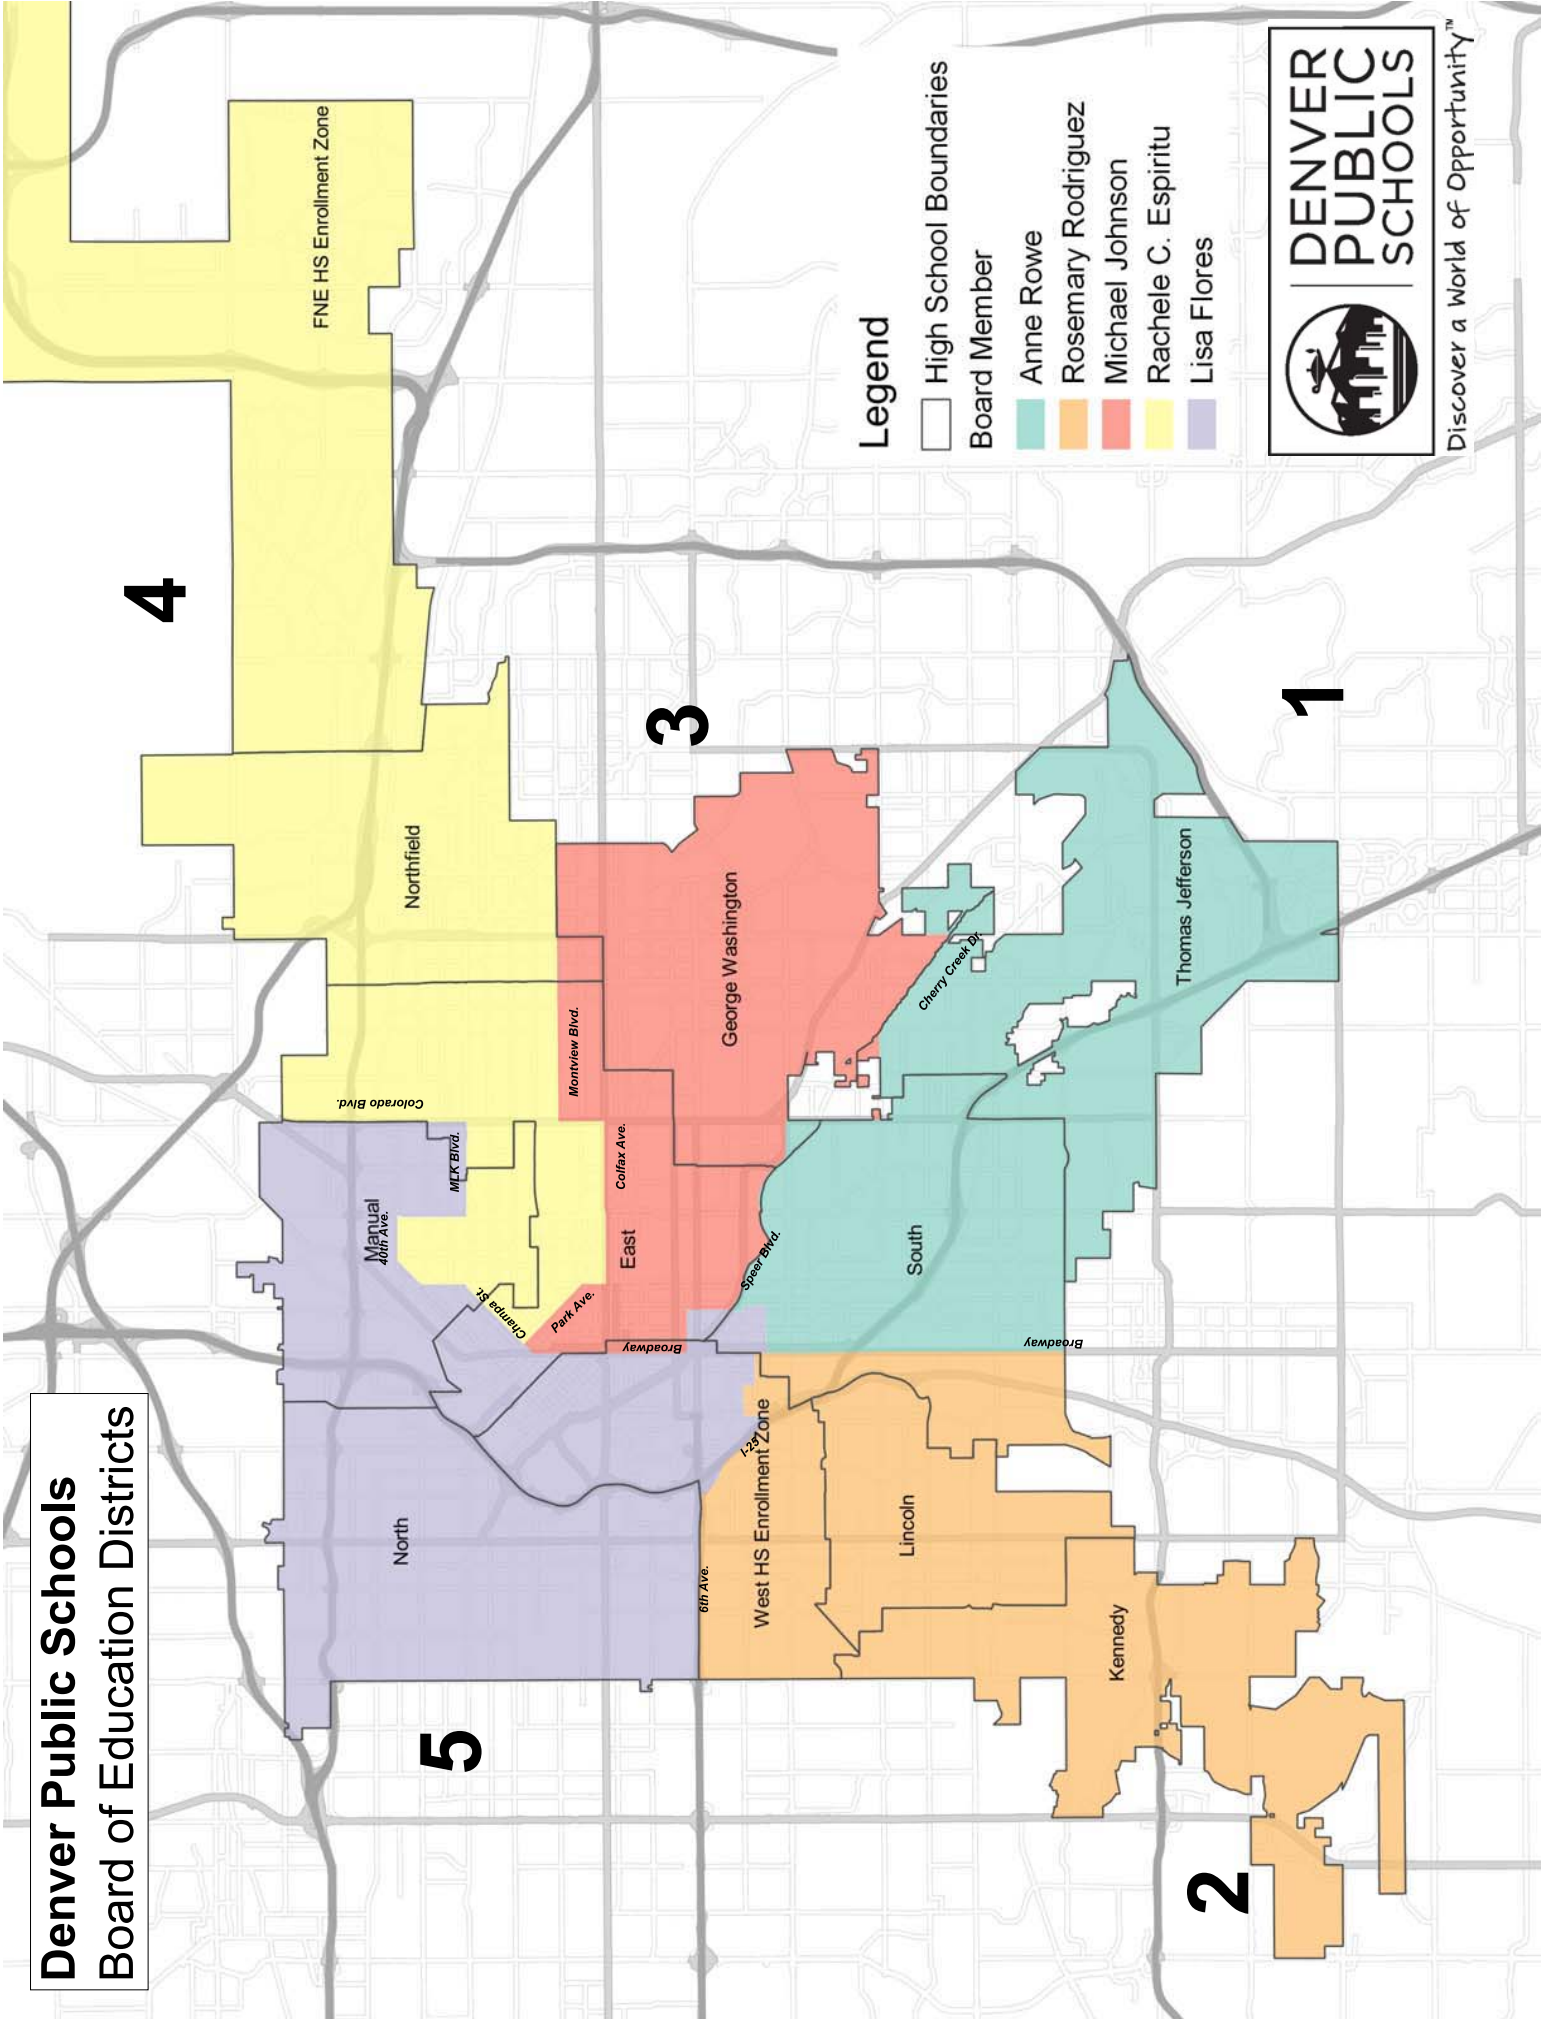 Denver Public Schools
Board of Education Districts
4
FNE HS Enrollment Zone
Northfield
Colorado Blvd.
Montview Blvd.
MLK Blvd.
Manual
40th Ave.
Champa St.
Park Ave.
Colfax Ave.
East
Broadway
Speer Blvd.
3
George Washington
Cherry Creek Dr.
South
Broadway
Thomas Jefferson
1
North
5
6th Ave.
I-25
West HS Enrollment Zone
Lincoln
Kennedy
2
Legend
High School Boundaries
Board Member
Anne Rowe
Rosemary Rodriguez
Michael Johnson
Rachele C. Espiritu
Lisa Flores
DENVER
PUBLIC
SCHOOLS
Discover a World of Opportunity™